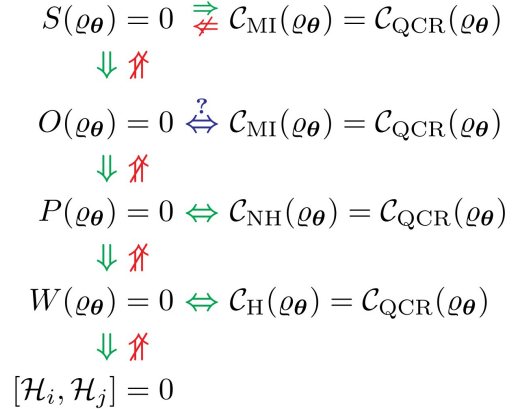 S(ϱ_θ) = 0 ⇒ ⇍ C_MI(ϱ_θ) = C_QCR(ϱ_θ)
⇓ ⇑̸
O(ϱ_θ) = 0 ⇔? C_MI(ϱ_θ) = C_QCR(ϱ_θ)
⇓ ⇑̸
P(ϱ_θ) = 0 ⇔ C_NH(ϱ_θ) = C_QCR(ϱ_θ)
⇓ ⇑̸
W(ϱ_θ) = 0 ⇔ C_H(ϱ_θ) = C_QCR(ϱ_θ)
⇓ ⇑̸
[H_i, H_j] = 0